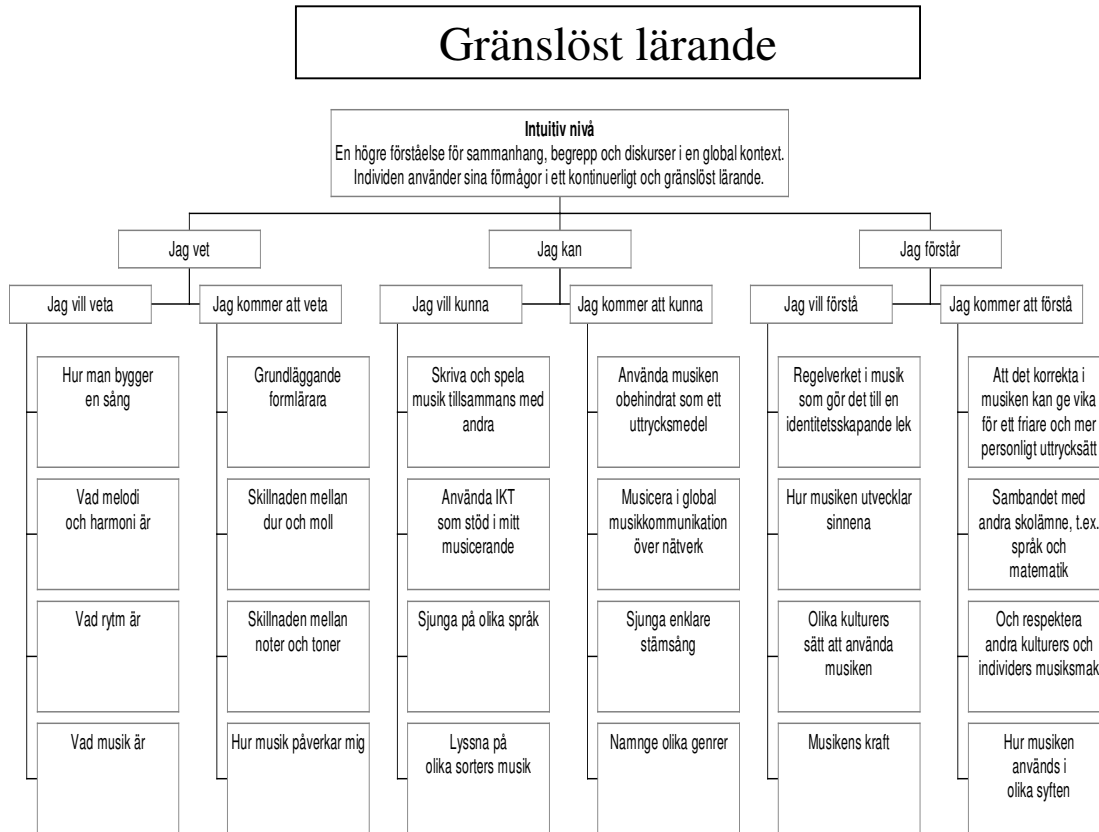 Gränslöst lärande
Intuitiv nivå
En högre förståelse för sammanhang, begrepp och diskurser i en global kontext.
Individen använder sina förmågor i ett kontinuerligt och gränslöst lärande.
Jag vet
Jag kan
Jag förstår
Jag vill veta
Jag kommer att veta
Jag vill kunna
Jag kommer att kunna
Jag vill förstå
Jag kommer att förstå
Hur man bygger
en sång
Grundläggande
formlärara
Skriva och spela
musik tillsammans med
andra
Använda musiken
obehindrat som ett
uttrycksmedel
Regelverket i musik
som gör det till en
identitetsskapande lek
Att det korrekta i
musiken kan ge vika
för ett friare och mer
personligt uttryckssätt
Vad melodi
och harmoni är
Skillnaden mellan
dur och moll
Använda IKT
som stöd i mitt
musicerande
Musicera i global
musikkommunikation
över nätverk
Hur musiken utvecklar
sinnena
Sambandet med
andra skolämne, t.ex.
språk och
matematik
Vad rytm är
Skillnaden mellan
noter och toner
Sjunga på olika språk
Sjunga enklare
stämsång
Olika kulturers
sätt att använda
musiken
Och respektera
andra kulturers och
individers musiksmak
Vad musik är
Hur musik påverkar mig
Lyssna på
olika sorters musik
Namnge olika genrer
Musikens kraft
Hur musiken
används i
olika syften